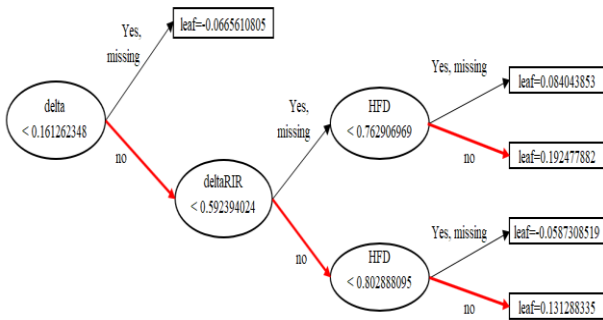 leaf=-0.0665610805
Yes,
missing
delta
< 0.161262348
no
deltaRIR
< 0.592394024
Yes,
missing
HFD
< 0.762906969
Yes, missing
leaf=0.084043853
no
leaf=0.192477882
no
HFD
< 0.802888095
Yes, missing
leaf=-0.0587308519
no
leaf=0.131288335